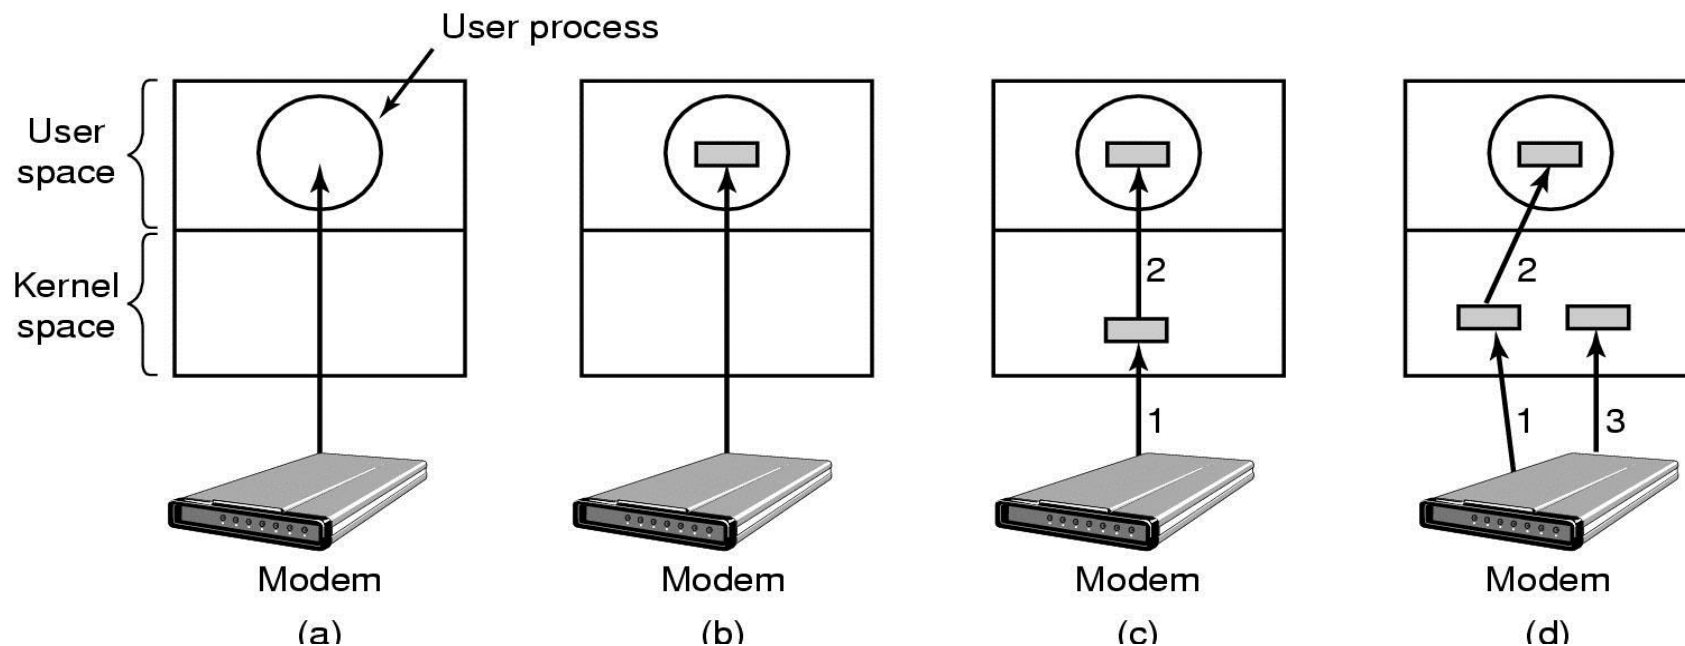 User process
User
space
Kernel
space
2
2
1
1
3
Modem
Modem
Modem
Modem
(a)
(b)
(c)
(d)